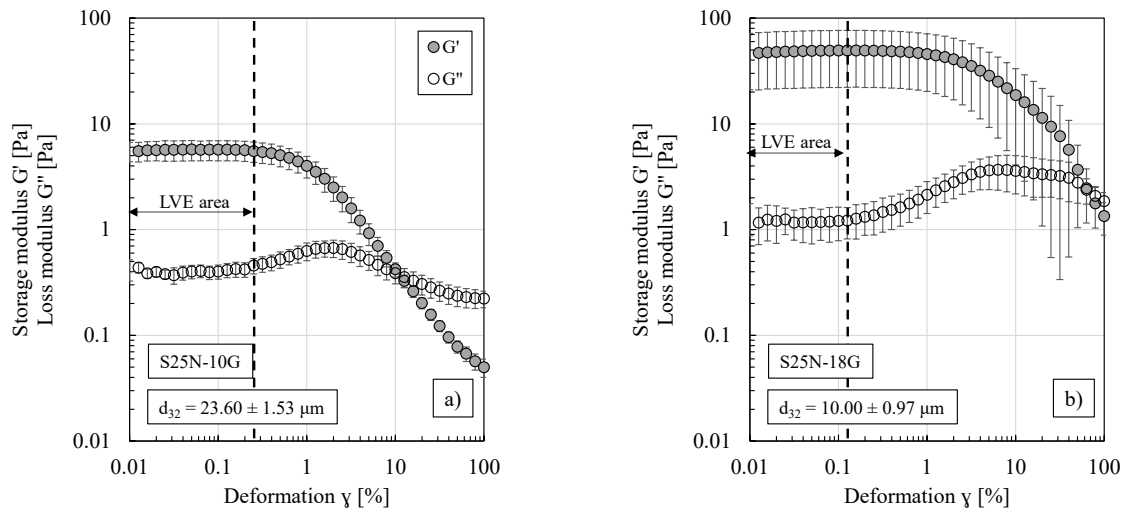 Storage modulus G' [Pa]
Loss modulus G'' [Pa]
100
10
1
0.1
0.01
G'
G''
LVE area
S25N-10G
d32 = 23.60 ± 1.53 µm
a)
0.01
0.1
1
10
100
Deformation ɣ [%]
Storage modulus G' [Pa]
Loss modulus G'' [Pa]
100
10
1
0.1
0.01
LVE area
S25N-18G
d32 = 10.00 ± 0.97 µm
b)
0.01
0.1
1
10
100
Deformation ɣ [%]